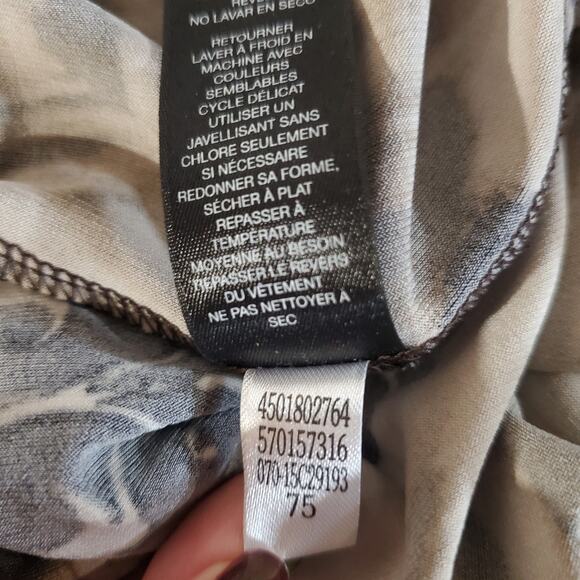 REVERS
NO LAVAR EN SECO
RETOURNER
LAVER À FROID EN
MACHINE AVEC
COULEURS
SEMBLABLES
CYCLE DÉLICAT
UTILISER UN
JAVELLISANT SANS
CHLORE SEULEMENT
SI NÉCESSAIRE
REDONNER SA FORME,
SÉCHER À PLAT
REPASSER À
TEMPÉRATURE
MOYENNE AU BESOIN
REPASSER LE REVERS
DU VÊTEMENT
NE PAS NETTOYER À
SEC
4501802764
570157316
070-15C29193
75